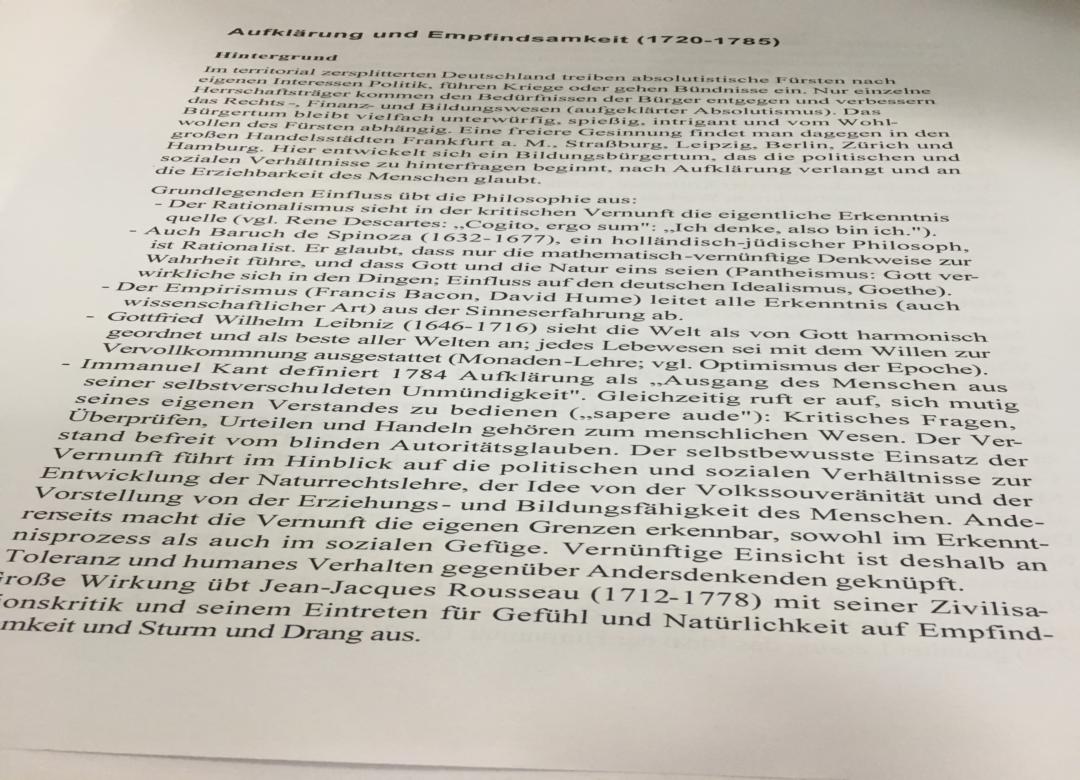 Aufklärung und Empfindsamkeit (1720-1785)
Hintergrund
Im territorial zersplitterten Deutschland treiben absolutistische Fürsten nach
eigenen Interessen Politik, führen Kriege oder gehen Bündnisse ein. Nur einzelne
Herrschaftsträger kommen den Bedürfnissen der Bürger entgegen und verbessern
das Rechts-, Finanz- und Bildungswesen (aufgeklärter Absolutismus). Das
Bürgertum bleibt vielfach unterwürfig, spießig, intrigant und vom Wohl-
wollen des Fürsten abhängig. Eine freiere Gesinnung findet man dagegen in den
großen Handelsstädten Frankfurt a. M., Straßburg, Leipzig, Berlin, Zürich und
Hamburg. Hier entwickelt sich ein Bildungsbürgertum, das die politischen und
sozialen Verhältnisse zu hinterfragen beginnt, nach Aufklärung verlangt und an
die Erziehbarkeit des Menschen glaubt.
Grundlegenden Einfluss übt die Philosophie aus:
- Der Rationalismus sieht in der kritischen Vernunft die eigentliche Erkenntnis
quelle (vgl. Rene Descartes: „Cogito, ergo sum": „Ich denke, also bin ich.").
- Auch Baruch de Spinoza (1632-1677), ein holländisch-jüdischer Philosoph,
ist Rationalist. Er glaubt, dass nur die mathematisch-vernünftige Denkweise zur
Wahrheit führe, und dass Gott und die Natur eins seien (Pantheismus: Gott ver-
wirkliche sich in den Dingen; Einfluss auf den deutschen Idealismus, Goethe).
- Der Empirismus (Francis Bacon, David Hume) leitet alle Erkenntnis (auch
wissenschaftlicher Art) aus der Sinneserfahrung ab.
- Gottfried Wilhelm Leibniz (1646-1716) sieht die Welt als von Gott harmonisch
geordnet und als beste aller Welten an; jedes Lebewesen sei mit dem Willen zur
Vervollkommnung ausgestattet (Monaden-Lehre; vgl. Optimismus der Epoche).
- Immanuel Kant definiert 1784 Aufklärung als „Ausgang des Menschen aus
seiner selbstverschuldeten Unmündigkeit". Gleichzeitig ruft er auf, sich mutig
seines eigenen Verstandes zu bedienen („sapere aude"): Kritisches Fragen,
Überprüfen, Urteilen und Handeln gehören zum menschlichen Wesen. Der Ver-
stand befreit vom blinden Autoritätsglauben. Der selbstbewusste Einsatz der
Vernunft führt im Hinblick auf die politischen und sozialen Verhältnisse zur
Entwicklung der Naturrechtslehre, der Idee von der Volkssouveränität und der
Vorstellung von der Erziehungs- und Bildungsfähigkeit des Menschen. Ande-
rerseits macht die Vernunft die eigenen Grenzen erkennbar, sowohl im Erkennt-
nisprozess als auch im sozialen Gefüge. Vernünftige Einsicht ist deshalb an
Toleranz und humanes Verhalten gegenüber Andersdenkenden geknüpft.
roße Wirkung übt Jean-Jacques Rousseau (1712-1778) mit seiner Zivilisa-
ionskritik und seinem Eintreten für Gefühl und Natürlichkeit auf Empfind-
mkeit und Sturm und Drang aus.